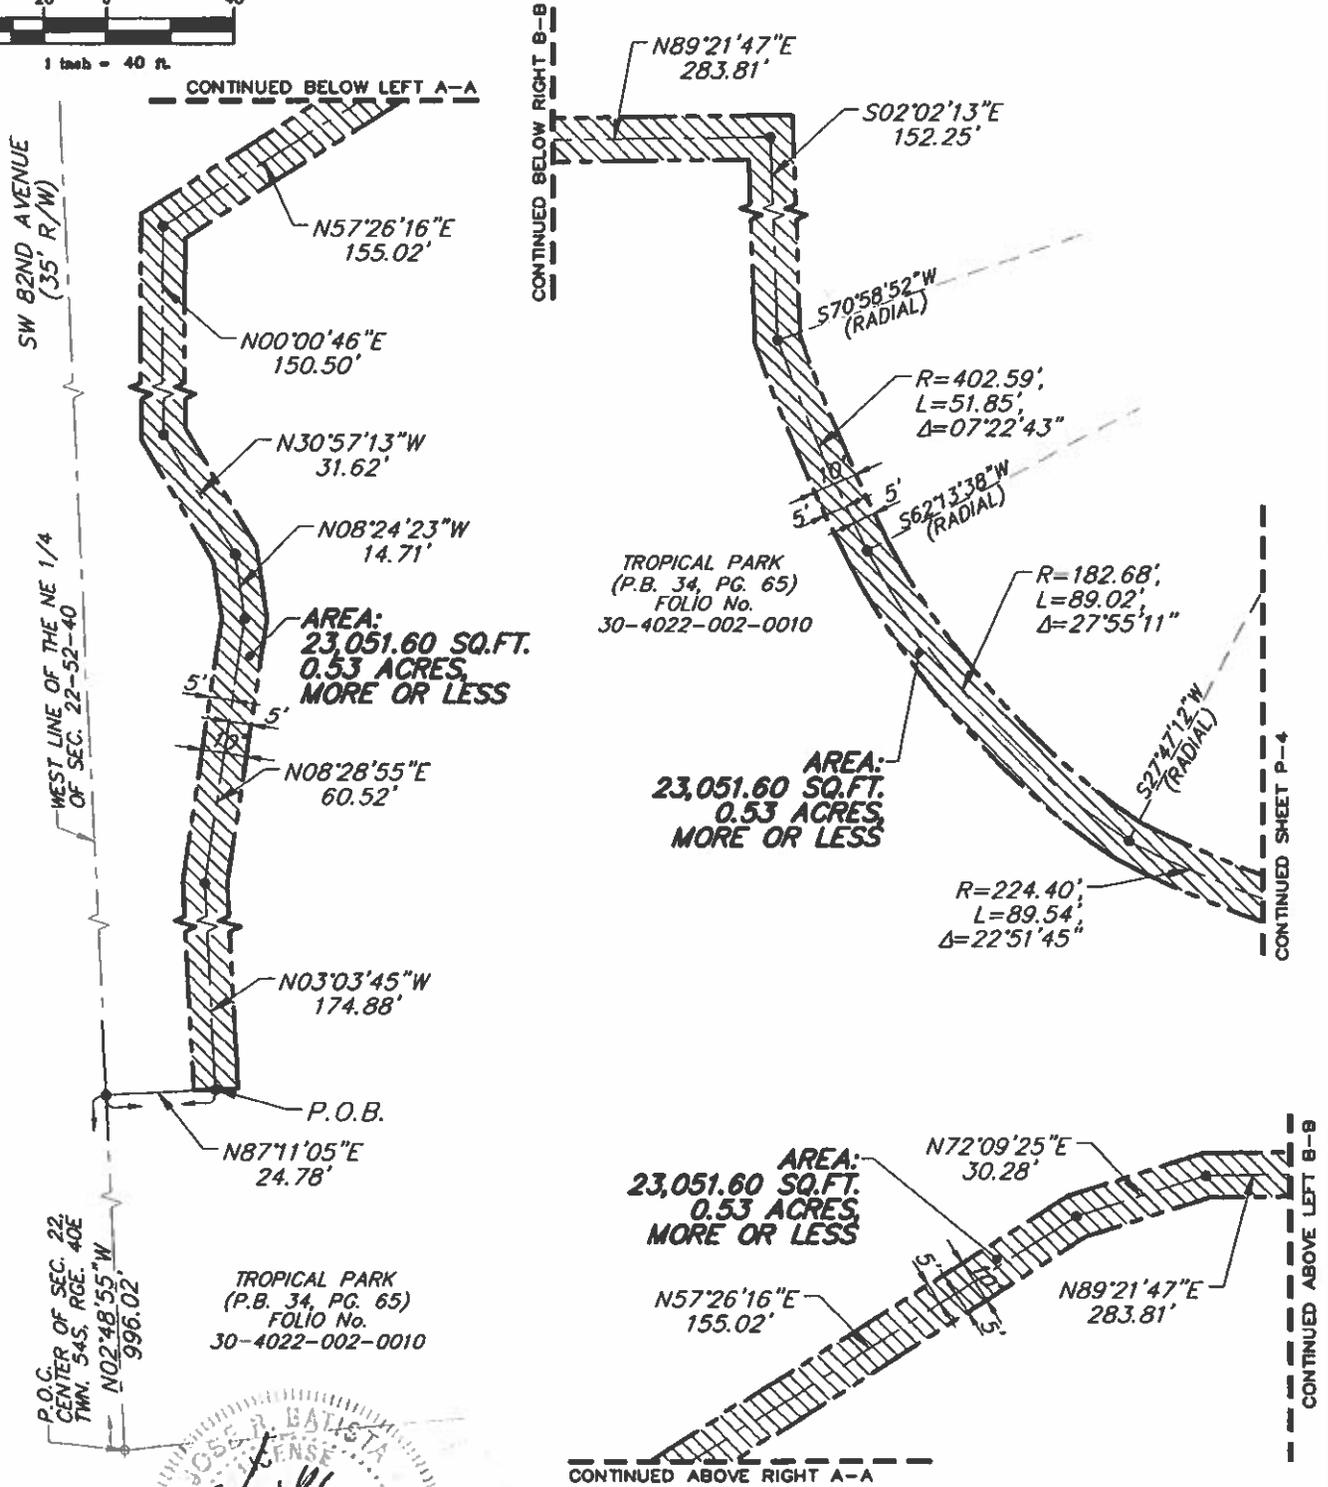 20 0 40
1 inch = 40 ft.
CONTINUED BELOW LEFT A-A
SW 82ND AVENUE
(35' R/W)
N57°26'16"E
155.02'
N00°00'46"E
150.50'
N30°57'13"W
31.62'
N08°24'23"W
14.71'
WEST LINE OF THE NE 1/4
OF SEC. 22-52-40
AREA:
23,051.60 SQ.FT.
0.53 ACRES,
MORE OR LESS
5'
5'
10'
N08°28'55"E
60.52'
N03°03'45"W
174.88'
P.O.B.
N87°11'05"E
24.78'
P.O.C.
CENTER OF SEC. 22,
TWN. 54S, RGE. 40E
N02°48'55"W
996.02'
TROPICAL PARK
(P.B. 34, PG. 65)
FOLIO No.
30-4022-002-0010
JOSE R. BATISTA
LICENSE
CONTINUED BELOW RIGHT B-B
N89°21'47"E
283.81'
S02°02'13"E
152.25'
S70°58'52"W
(RADIAL)
R=402.59',
L=51.85',
Δ=07°22'43"
5'
5'
S62°13'38"W
(RADIAL)
TROPICAL PARK
(P.B. 34, PG. 65)
FOLIO No.
30-4022-002-0010
R=182.68',
L=89.02',
Δ=27°55'11"
S27°47'12"W
(RADIAL)
AREA:
23,051.60 SQ.FT.
0.53 ACRES,
MORE OR LESS
R=224.40',
L=89.54',
Δ=22°51'45"
CONTINUED SHEET P-4
AREA:
23,051.60 SQ.FT.
0.53 ACRES,
MORE OR LESS
N72°09'25"E
30.28'
5'
10'
5'
N57°26'16"E
155.02'
N89°21'47"E
283.81'
CONTINUED ABOVE LEFT B-B
CONTINUED ABOVE RIGHT A-A